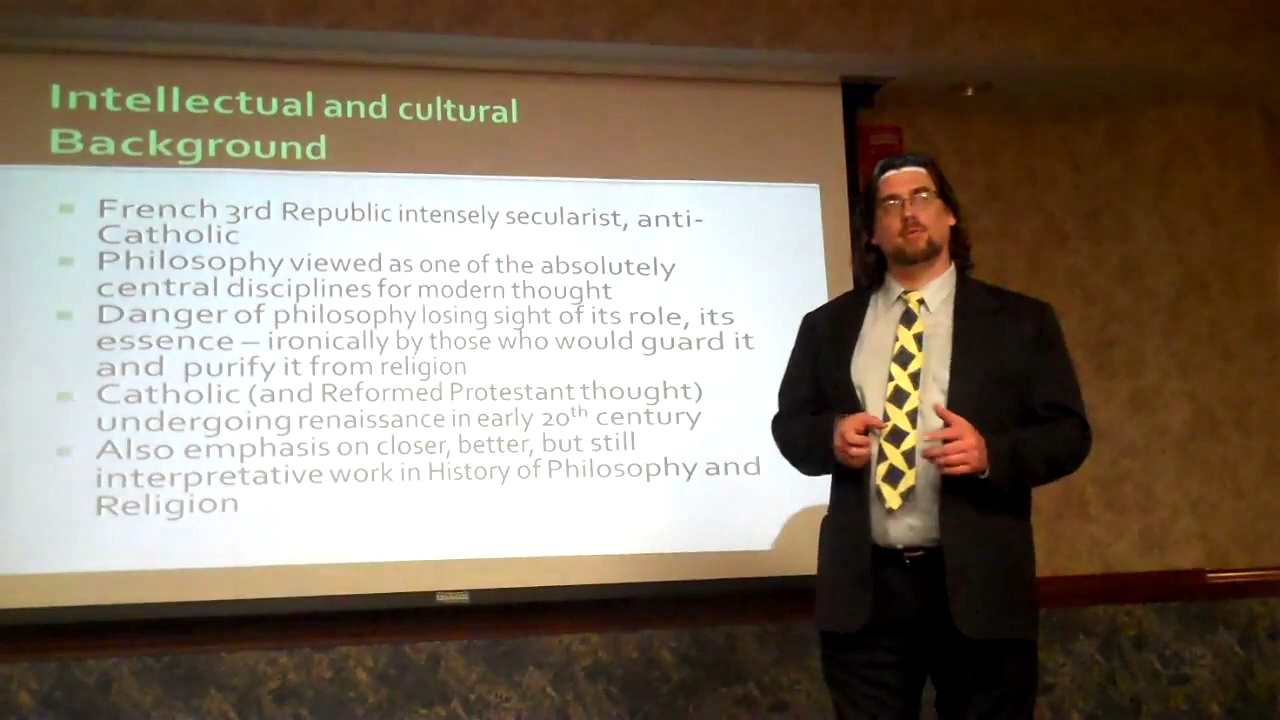 Intellectual and cultural
Background
French 3rd Republic intensely secularist, anti-
Catholic
Philosophy viewed as one of the absolutely
central disciplines for modern thought
Danger of philosophy losing sight of its role, its
essence – ironically by those who would guard it
and purify it from religion
Catholic (and Reformed Protestant thought)
undergoing renaissance in early 20th century
Also emphasis on closer, better, but still
interpretative work in History of Philosophy and
Religion